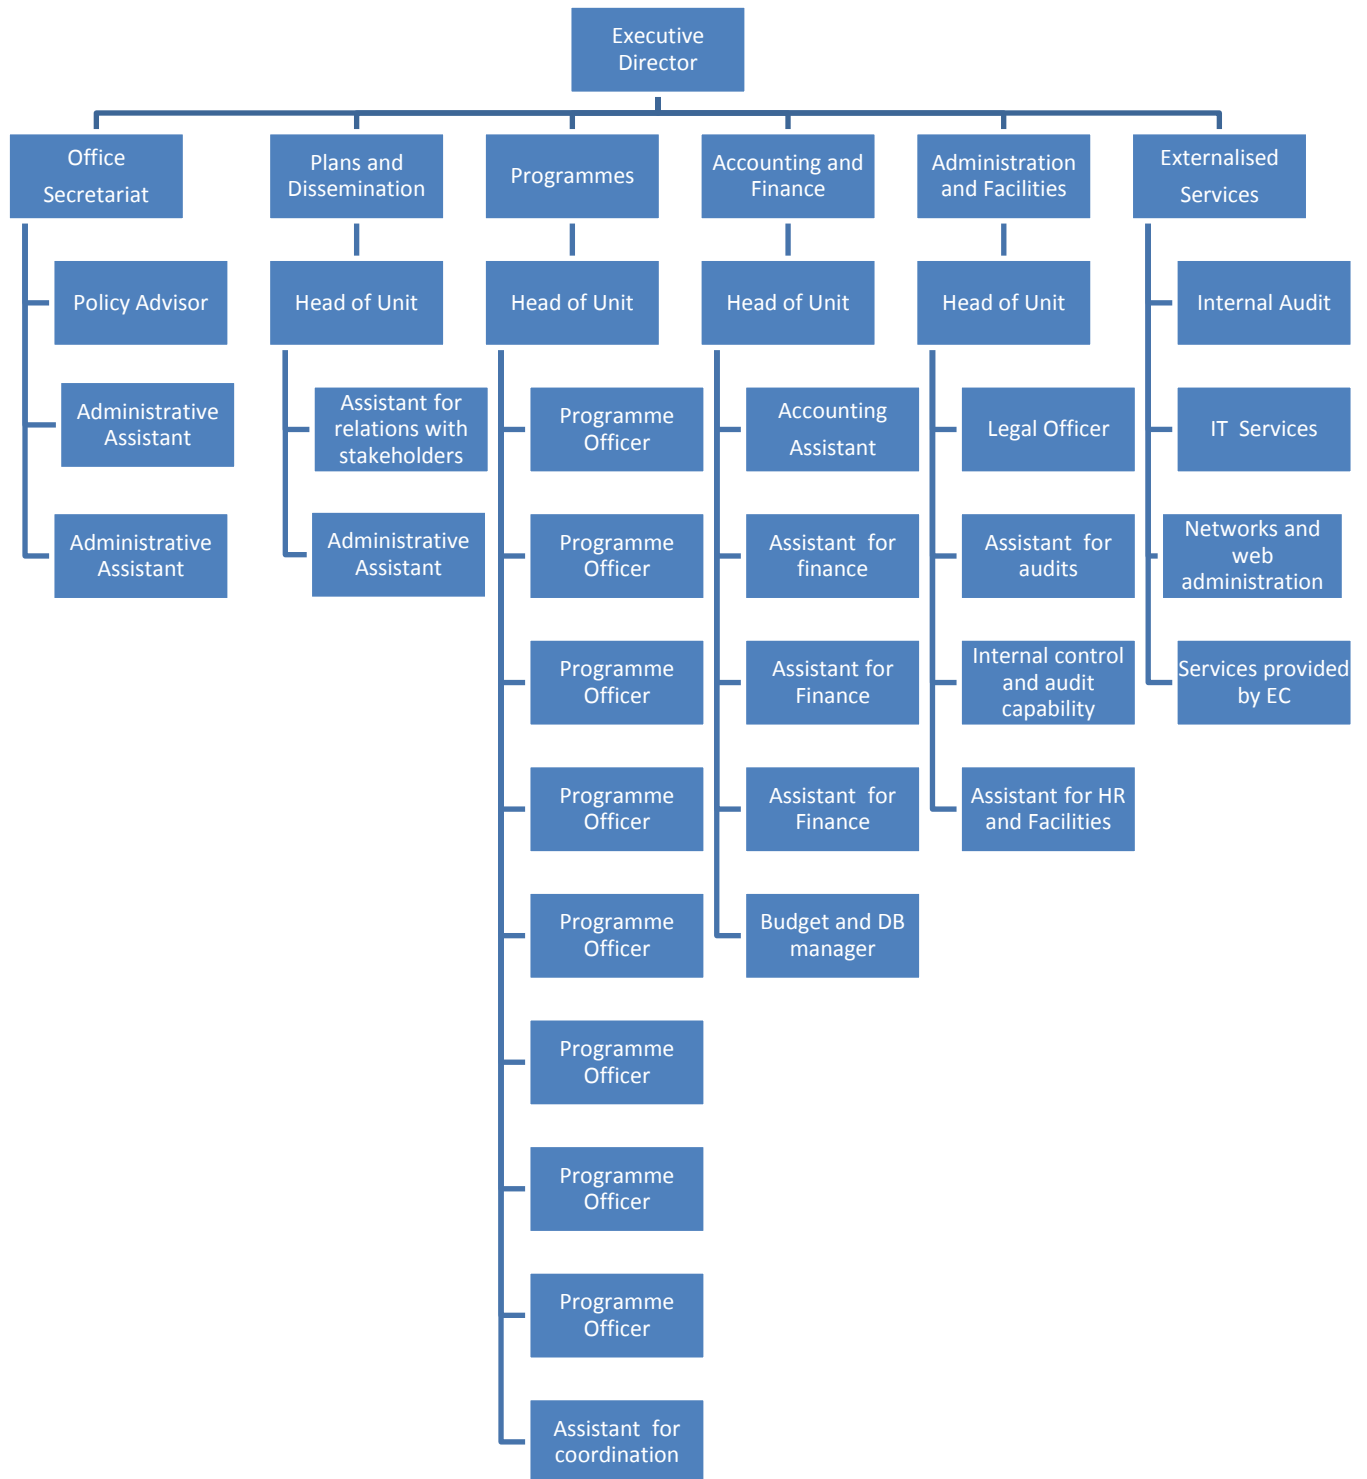 Executive
Director
Office
Secretariat
Plans and
Dissemination
Programmes
Accounting and
Finance
Administration
and Facilities
Externalised
Services
Policy Advisor
Head of Unit
Head of Unit
Head of Unit
Head of Unit
Internal Audit
Administrative
Assistant
Assistant for
relations with
stakeholders
Programme
Officer
Accounting
Assistant
Legal Officer
IT Services
Administrative
Assistant
Administrative
Assistant
Programme
Officer
Assistant for
finance
Assistant for
audits
Networks and
web
administration
Programme
Officer
Assistant for
Finance
Internal control
and audit
capability
Services provided
by EC
Programme
Officer
Assistant for
Finance
Assistant for HR
and Facilities
Programme
Officer
Budget and DB
manager
Programme
Officer
Programme
Officer
Programme
Officer
Assistant for
coordination